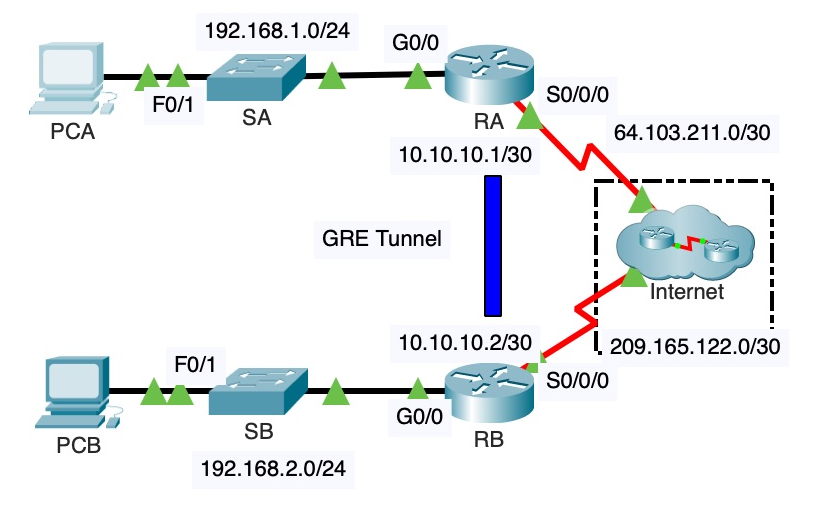 192.168.1.0/24
G0/0
F0/1
S0/0/0
SA
RA
PCA
64.103.211.0/30
10.10.10.1/30
GRE Tunnel
Internet
10.10.10.2/30
209.165.122.0/30
F0/1
S0/0/0
G0/0
SB
RB
PCB
192.168.2.0/24